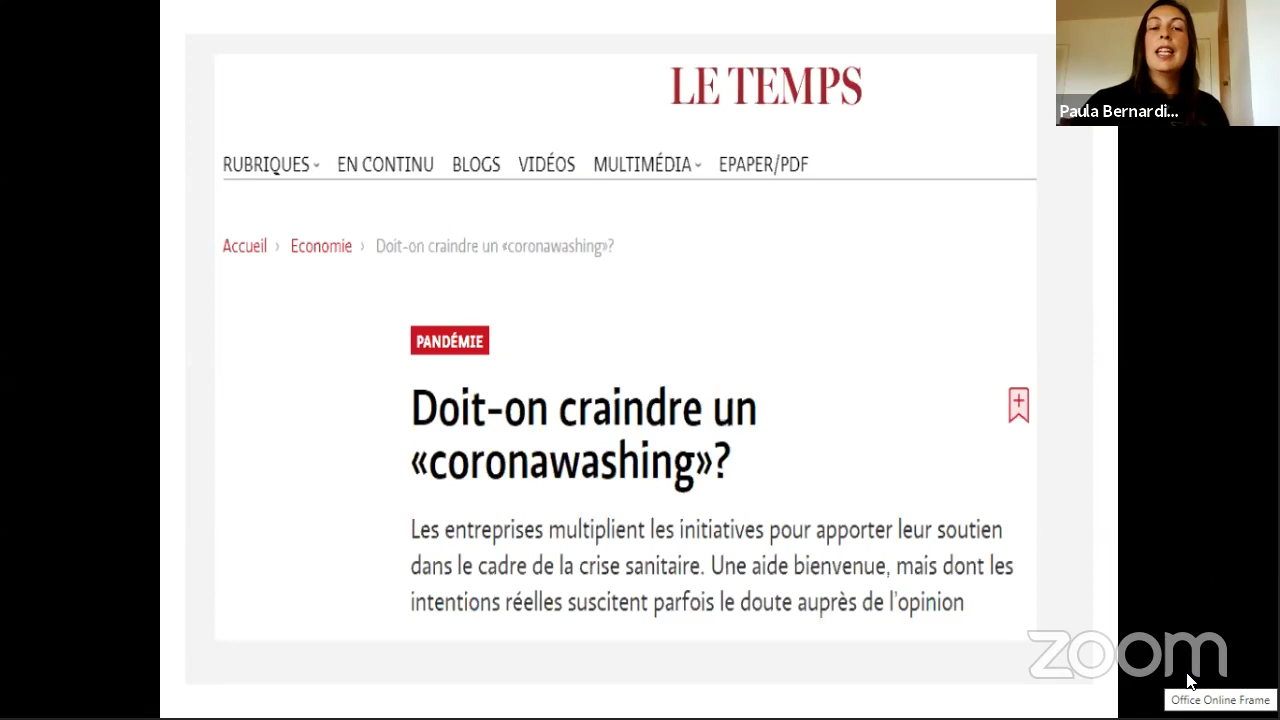 LE TEMPS
Paula Bernardi...
RUBRIQUES EN CONTINU BLOGS VIDÉOS MULTIMÉDIA EPAPER/PDF
Accueil › Economie › Doit-on craindre un «coronawashing»?
PANDÉMIE
Doit-on craindre un
«coronawashing»?
Les entreprises multiplient les initiatives pour apporter leur soutien
dans le cadre de la crise sanitaire. Une aide bienvenue, mais dont les
intentions réelles suscitent parfois le doute auprès de l'opinion
zoom
Office Online Frame